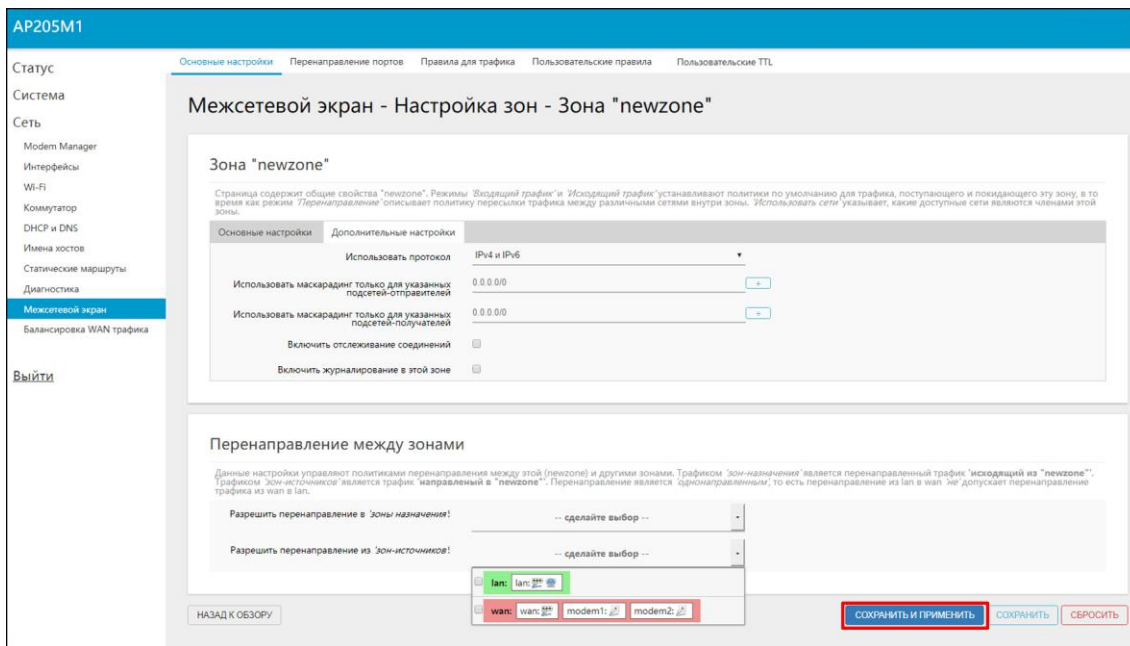 AP205M1
Статус
Система
Сеть
Modem Manager
Интерфейсы
Wi-Fi
Коммутатор
DHCP и DNS
Имена хостов
Статические маршруты
Диагностика
Межсетевой экран
Балансировка WAN трафика
Выйти
Основные настройки Перенаправление портов Правила для трафика Пользовательские правила Пользовательские TTL
Межсетевой экран - Настройка зон - Зона "newzone"
Зона "newzone"
Страница содержит общие свойства "newzone". Режимы 'Входящий трафик' и 'Исходящий трафик' устанавливают политики по умолчанию для трафика, поступающего и покидающего эту зону, в то
время как режим 'Перенаправление' описывает политику пересылки трафика между различными сетями внутри зоны. 'Использовать сети' указывает, какие доступные сети являются членами этой
зоны.
Основные настройки Дополнительные настройки
Использовать протокол IPv4 и IPv6
Использовать маскарадинг только для указанных 0.0.0.0/0 +
подсетей-отправителей
Использовать маскарадинг только для указанных 0.0.0.0/0 +
подсетей-получателей
Включить отслеживание соединений
Включить журналирование в этой зоне
Перенаправление между зонами
Данные настройки управляют политиками перенаправления между этой (newzone) и другими зонами. Трафиком 'зон-назначения' является перенаправленный трафик 'исходящий из "newzone"'.
Трафиком 'зон-источников' является трафик 'направленый в "newzone"'. Перенаправление является 'однонаправленным', то есть перенаправление из lan в wan 'не' допускает перенаправление
трафика из wan в lan.
Разрешить перенаправление в 'зоны назначения'! -- сделайте выбор --
Разрешить перенаправление из 'зон-источников'! -- сделайте выбор --
lan: lan:
wan: wan: modem1: modem2:
НАЗАД К ОБЗОРУ СОХРАНИТЬ И ПРИМЕНИТЬ СОХРАНИТЬ СБРОСИТЬ